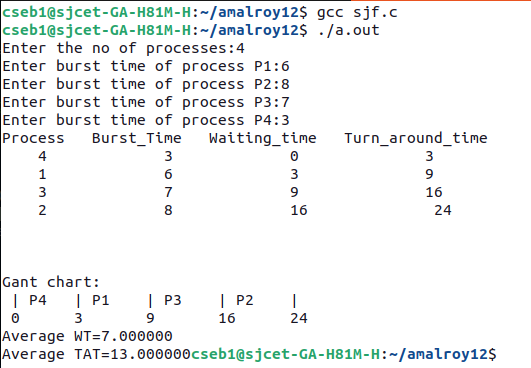 cseb1@sjcet-GA-H81M-H:~/amalroy12$ gcc sjf.c
cseb1@sjcet-GA-H81M-H:~/amalroy12$ ./a.out
Enter the no of processes:4
Enter burst time of process P1:6
Enter burst time of process P2:8
Enter burst time of process P3:7
Enter burst time of process P4:3
Process   Burst_Time   Waiting_time   Turn_around_time
    4             3             0              3
    1             6             3              9
    3             7             9              16
    2             8             16              24
Gant chart:
 | P4   | P1    | P3    | P2    |
 0      3       9       16      24
Average WT=7.000000
Average TAT=13.000000cseb1@sjcet-GA-H81M-H:~/amalroy12$